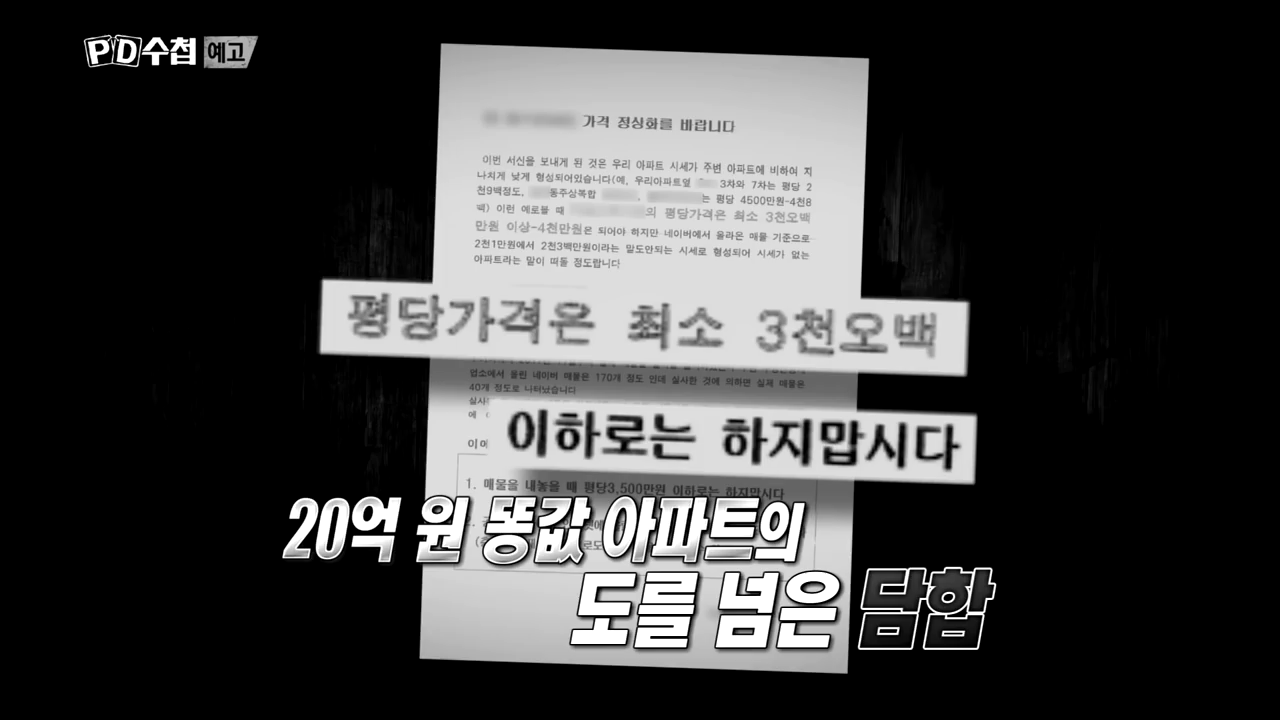 PD수첩 예고
가격 정상화를 바랍니다
이번 서신을 보내게 된 것은 우리 아파트 시세가 주변 아파트에 비하여 지
나치게 낮게 형성되어있습니다(예, 우리아파트옆 3차와 7차는 평당 2
천9백정도, 동주상복합 , 는 평당 4500만원-4천8
백) 이런 예로볼 때 의 평당가격은 최소 3천오백
만원 이상-4천만원은 되어야 하지만 네이버에서 올라온 매물 기준으로
2천1만원에서 2천3백만원이라는 말도안되는 시세로 형성되어 시세가 없는
아파트라는 말이 떠돌 정도랍니다
평당가격은 최소 3천오백
업소에서 올린 네이버 매물은 170개 정도 인데 실사한 것에 의하면 실제 매물은
40개 정도로 나타났습니다
실사
에
이하로는 하지맙시다
이에
1. 매물을 내놓을 때 평당3,500만원 이하로는 하지맙시다
20억 원 똥값 아파트의
도를 넘은 담합